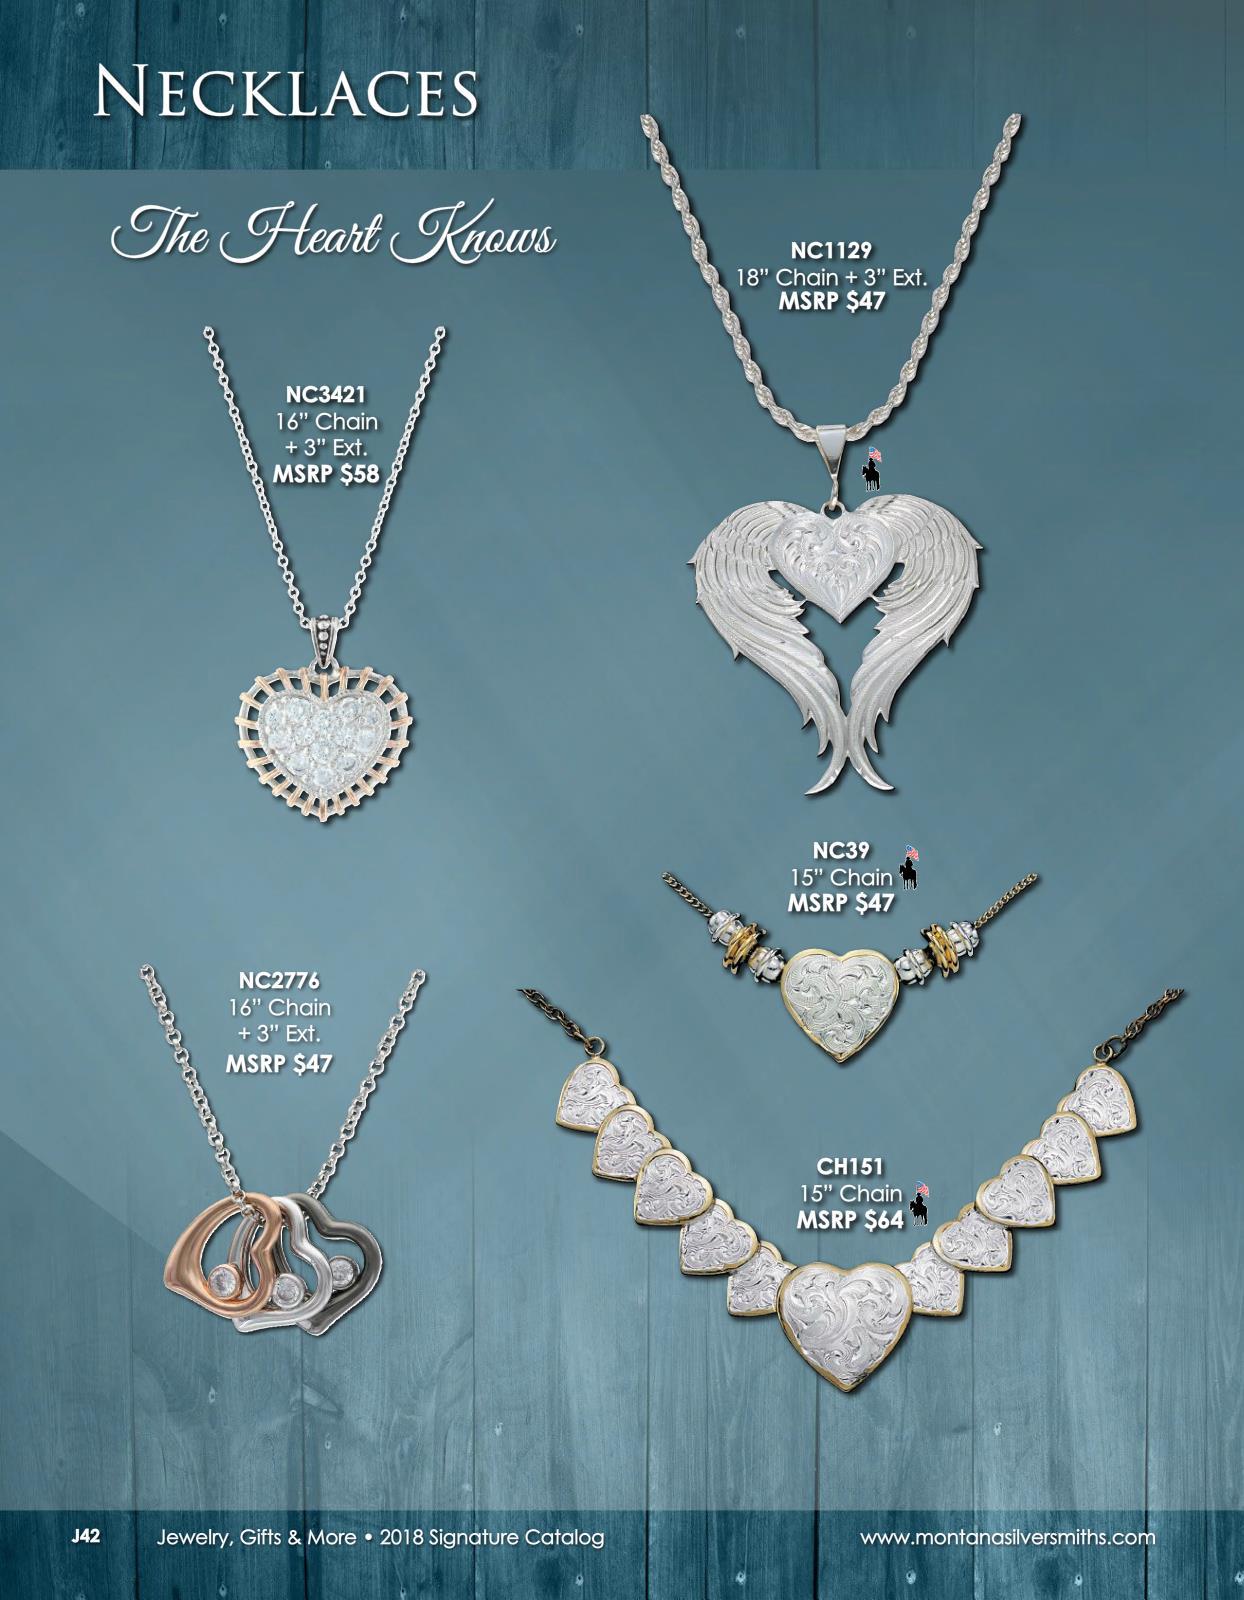 NECKLACES
The Heart Knows
NC1129
18” Chain + 3” Ext.
MSRP $47
NC3421
16” Chain
+ 3” Ext.
MSRP $58
NC39
15” Chain
MSRP $47
NC2776
16” Chain
+ 3” Ext.
MSRP $47
CH151
15” Chain
MSRP $64
J42 Jewelry, Gifts & More • 2018 Signature Catalog www.montanasilversmiths.com